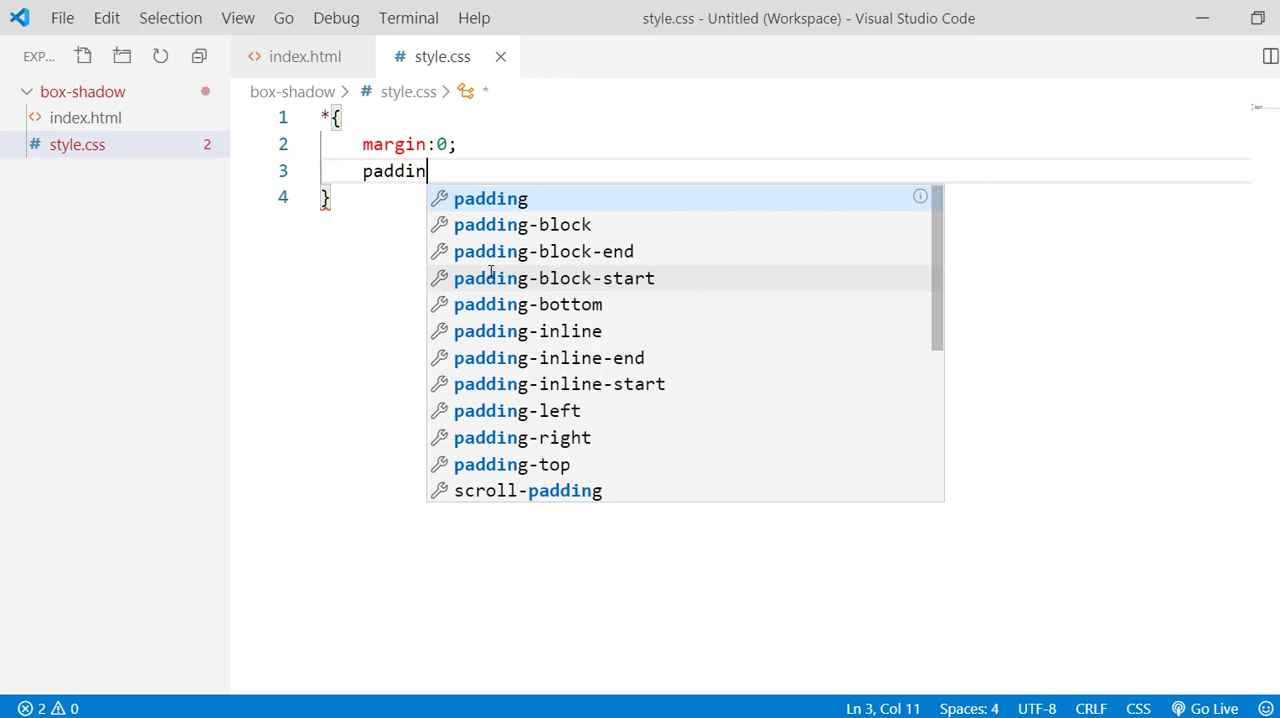 File Edit Selection View Go Debug Terminal Help style.css - Untitled (Workspace) - Visual Studio Code
EXP... index.html # style.css
box-shadow box-shadow > # style.css > *
index.html
# style.css 2
1 *{
2 margin:0;
3 paddin
4 }
padding
padding-block
padding-block-end
padding-block-start
padding-bottom
padding-inline
padding-inline-end
padding-inline-start
padding-left
padding-right
padding-top
scroll-padding
2 0 Ln 3, Col 11 Spaces: 4 UTF-8 CRLF CSS Go Live